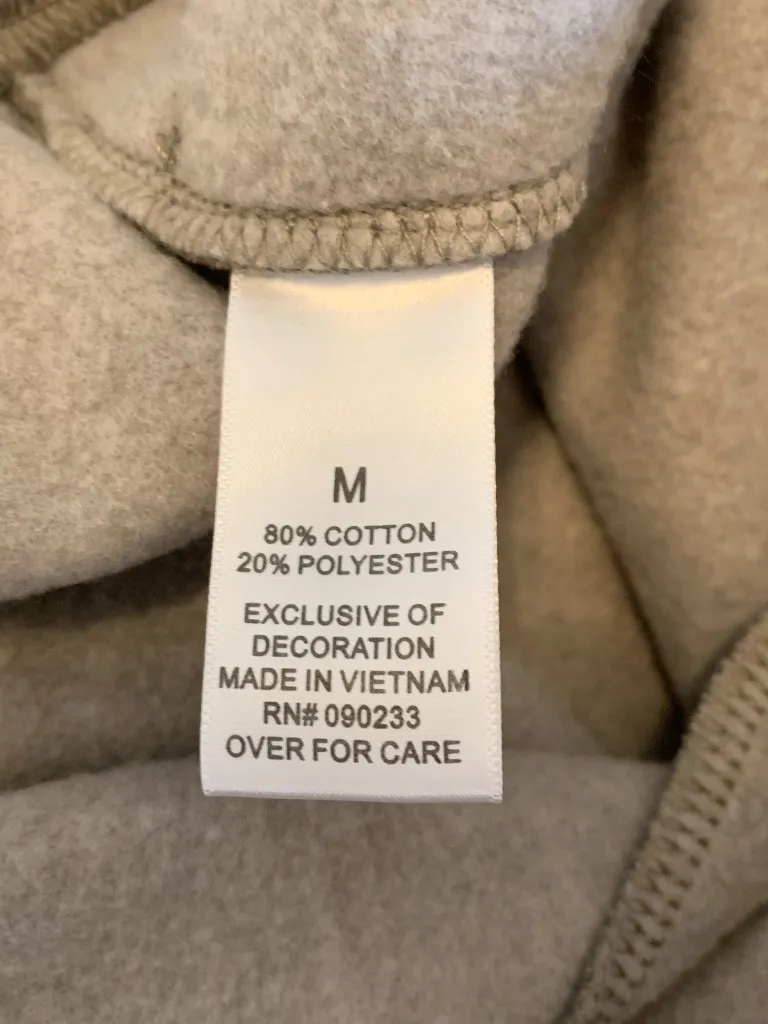 M
80% COTTON
20% POLYESTER
EXCLUSIVE OF
DECORATION
MADE IN VIETNAM
RN# 090233
OVER FOR CARE